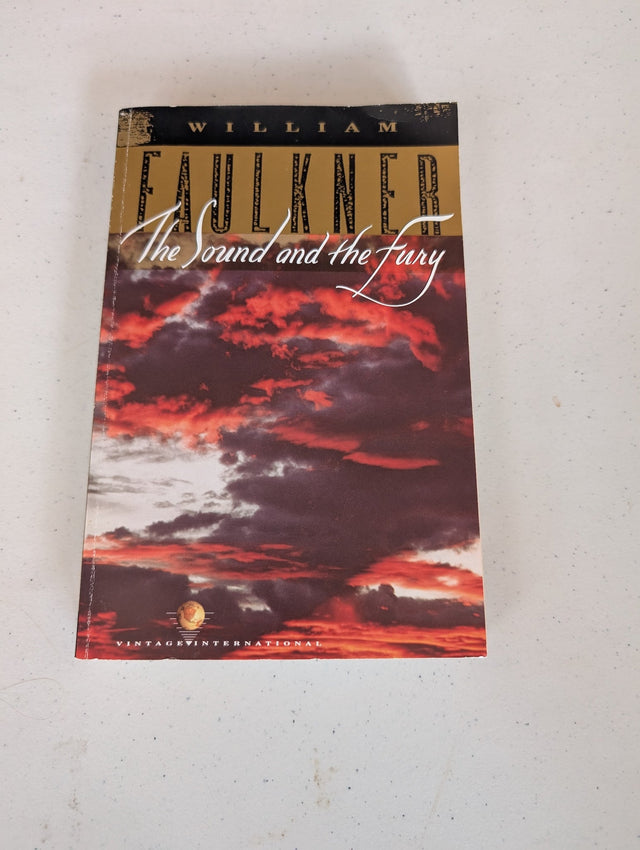 WILLIAM
FAULKNER
The Sound and the Fury
VINTAGE INTERNATIONAL